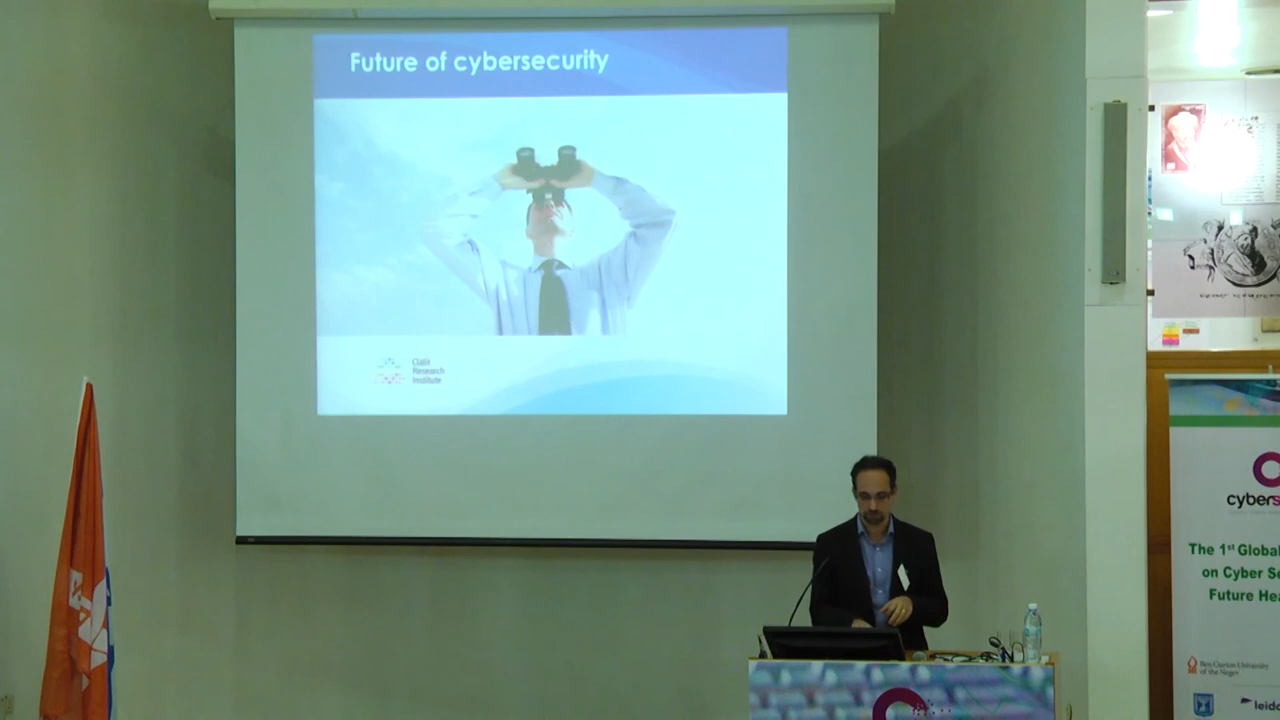 Future of cybersecurity
Clalit
Research
Institute
cybers
The 1st Global
on Cyber Se
Future Hea
Ben-Gurion University
of the Negev
leido